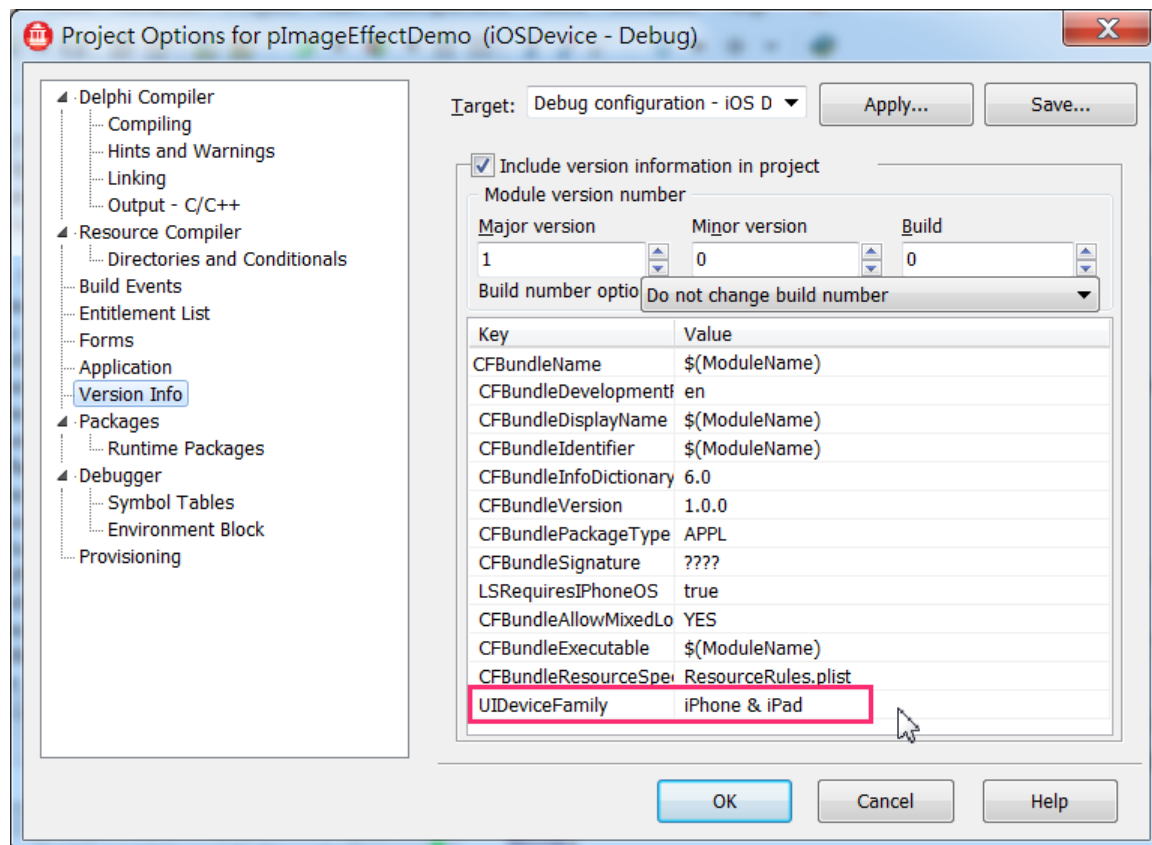 Project Options for pImageEffectDemo (iOSDevice - Debug)
Delphi Compiler
Compiling
Hints and Warnings
Linking
Output - C/C++
Resource Compiler
Directories and Conditionals
Build Events
Entitlement List
Forms
Application
Version Info
Packages
Runtime Packages
Debugger
Symbol Tables
Environment Block
Provisioning
Target: Debug configuration - iOS D Apply... Save...
Include version information in project
Module version number
Major version Minor version Build
1 0 0
Build number optio Do not change build number
Key Value
CFBundleName $(ModuleName)
CFBundleDevelopmentR en
CFBundleDisplayName $(ModuleName)
CFBundleIdentifier $(ModuleName)
CFBundleInfoDictionary 6.0
CFBundleVersion 1.0.0
CFBundlePackageType APPL
CFBundleSignature ????
LSRequiresIPhoneOS true
CFBundleAllowMixedLo YES
CFBundleExecutable $(ModuleName)
CFBundleResourceSpe ResourceRules.plist
UIDeviceFamily iPhone & iPad
OK Cancel Help